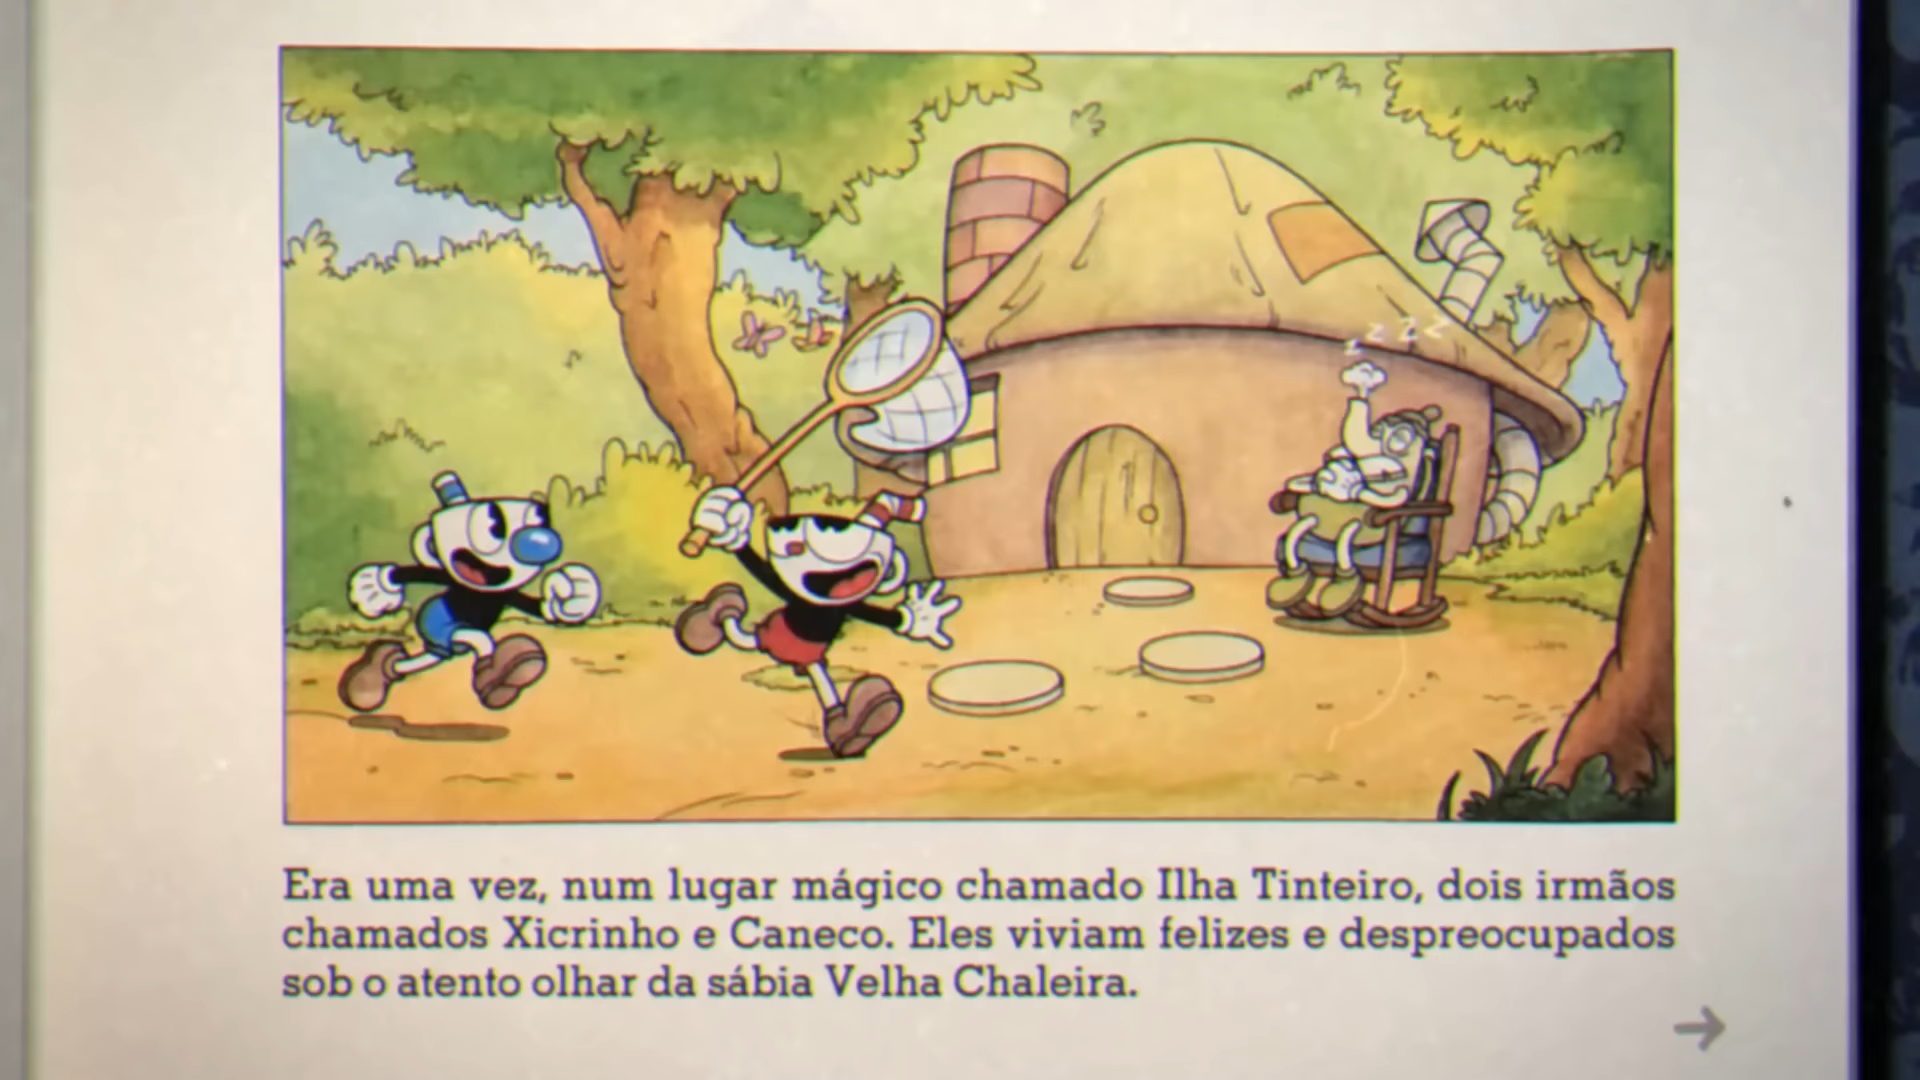 z z z z
Era uma vez, num lugar mágico chamado Ilha Tinteiro, dois irmãos
chamados Xicrinho e Caneco. Eles viviam felizes e despreocupados
sob o atento olhar da sábia Velha Chaleira.